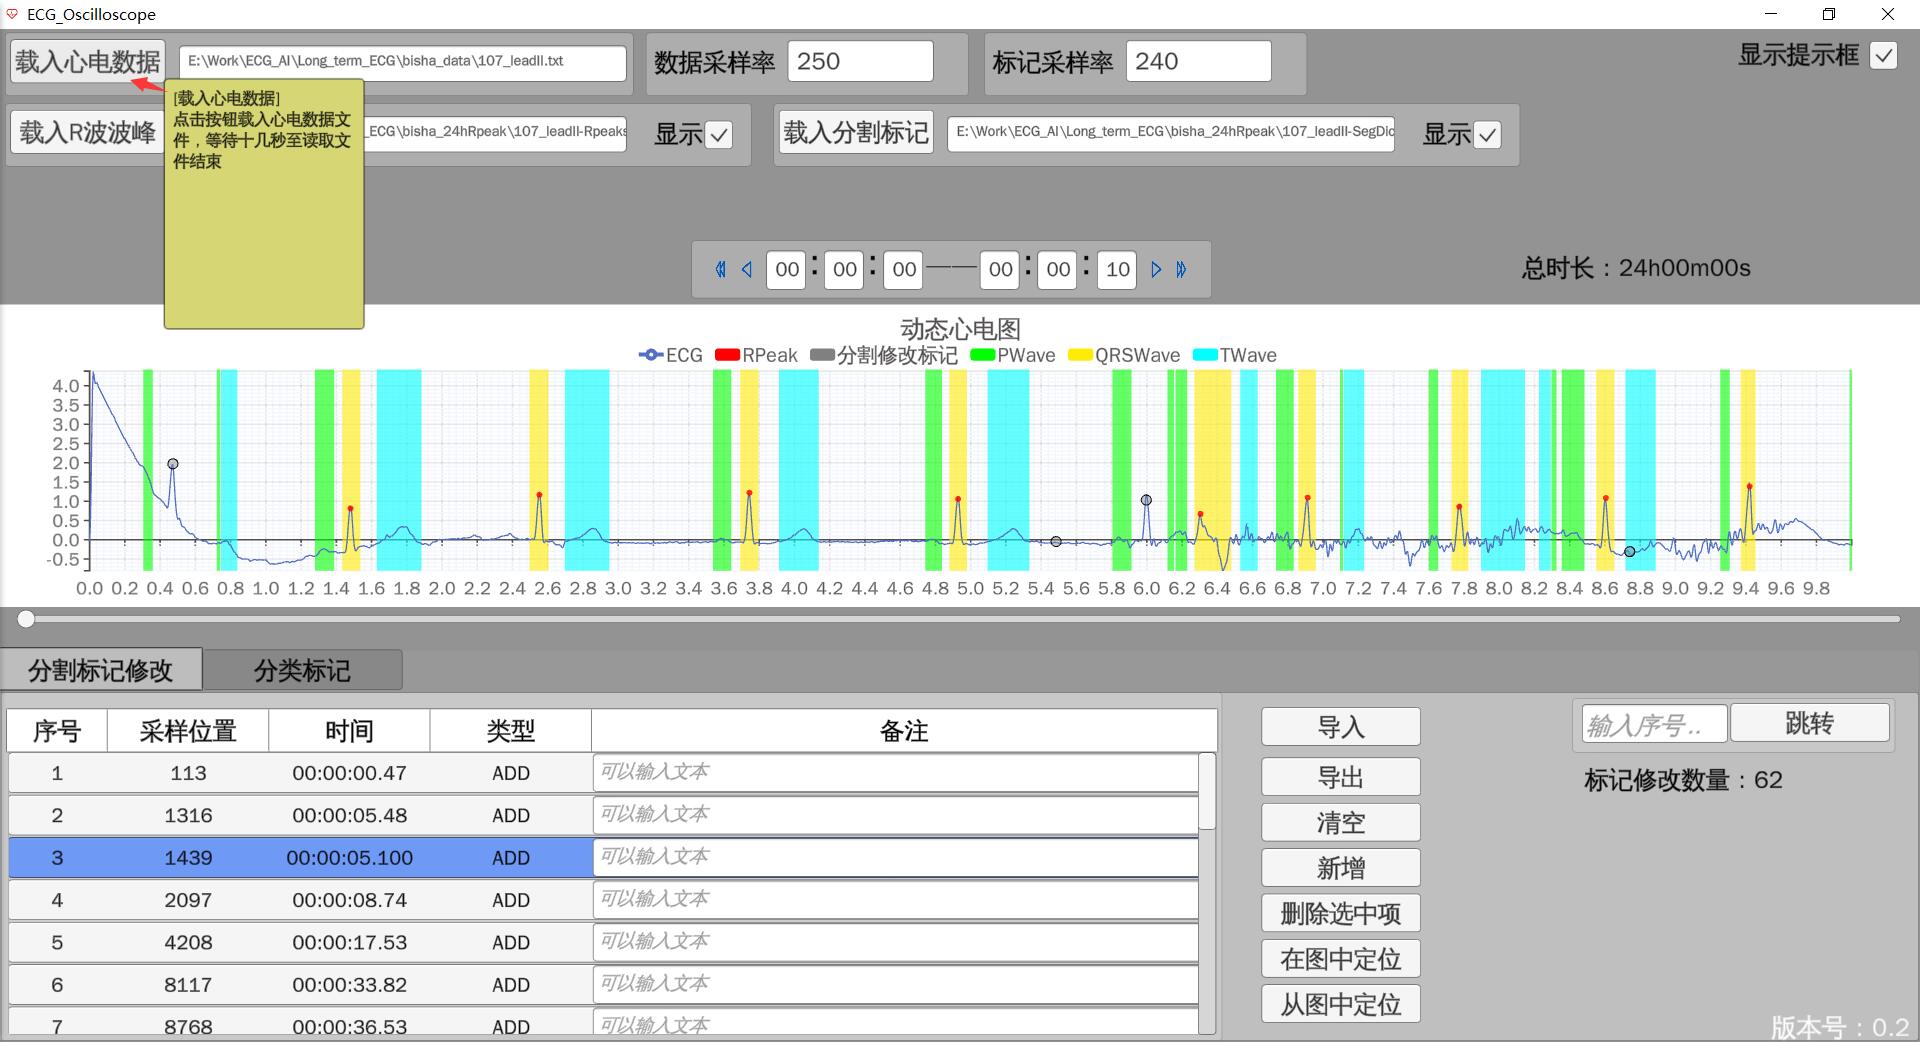 ECG_Oscilloscope
载入心电数据 E:\Work\ECG_AI\Long_term_ECG\bisha_data\107_leadII.txt 数据采样率 250 标记采样率 240 显示提示框
[载入心电数据]
点击按钮载入心电数据文
件，等待十几秒至读取文
件结束
载入R波波峰 _ECG\bisha_24hRpeak\107_leadII-Rpeaks 显示 载入分割标记 E:\Work\ECG_AI\Long_term_ECG\bisha_24hRpeak\107_leadII-SegDic 显示
00 : 00 : 00 —— 00 : 00 : 10 总时长：24h00m00s
动态心电图
ECG RPeak 分割修改标记 PWave QRSWave TWave
4.0
3.5
3.0
2.5
2.0
1.5
1.0
0.5
0.0
-0.5
0.0 0.2 0.4 0.6 0.8 1.0 1.2 1.4 1.6 1.8 2.0 2.2 2.4 2.6 2.8 3.0 3.2 3.4 3.6 3.8 4.0 4.2 4.4 4.6 4.8 5.0 5.2 5.4 5.6 5.8 6.0 6.2 6.4 6.6 6.8 7.0 7.2 7.4 7.6 7.8 8.0 8.2 8.4 8.6 8.8 9.0 9.2 9.4 9.6 9.8
分割标记修改 分类标记
序号 采样位置 时间 类型 备注
1 113 00:00:00.47 ADD 可以输入文本
2 1316 00:00:05.48 ADD 可以输入文本
3 1439 00:00:05.100 ADD 可以输入文本
4 2097 00:00:08.74 ADD 可以输入文本
5 4208 00:00:17.53 ADD 可以输入文本
6 8117 00:00:33.82 ADD 可以输入文本
7 8768 00:00:36.53 ADD 可以输入文本
导入
导出
清空
新增
删除选中项
在图中定位
从图中定位
输入序号.. 跳转
标记修改数量：62
版本号：0.2